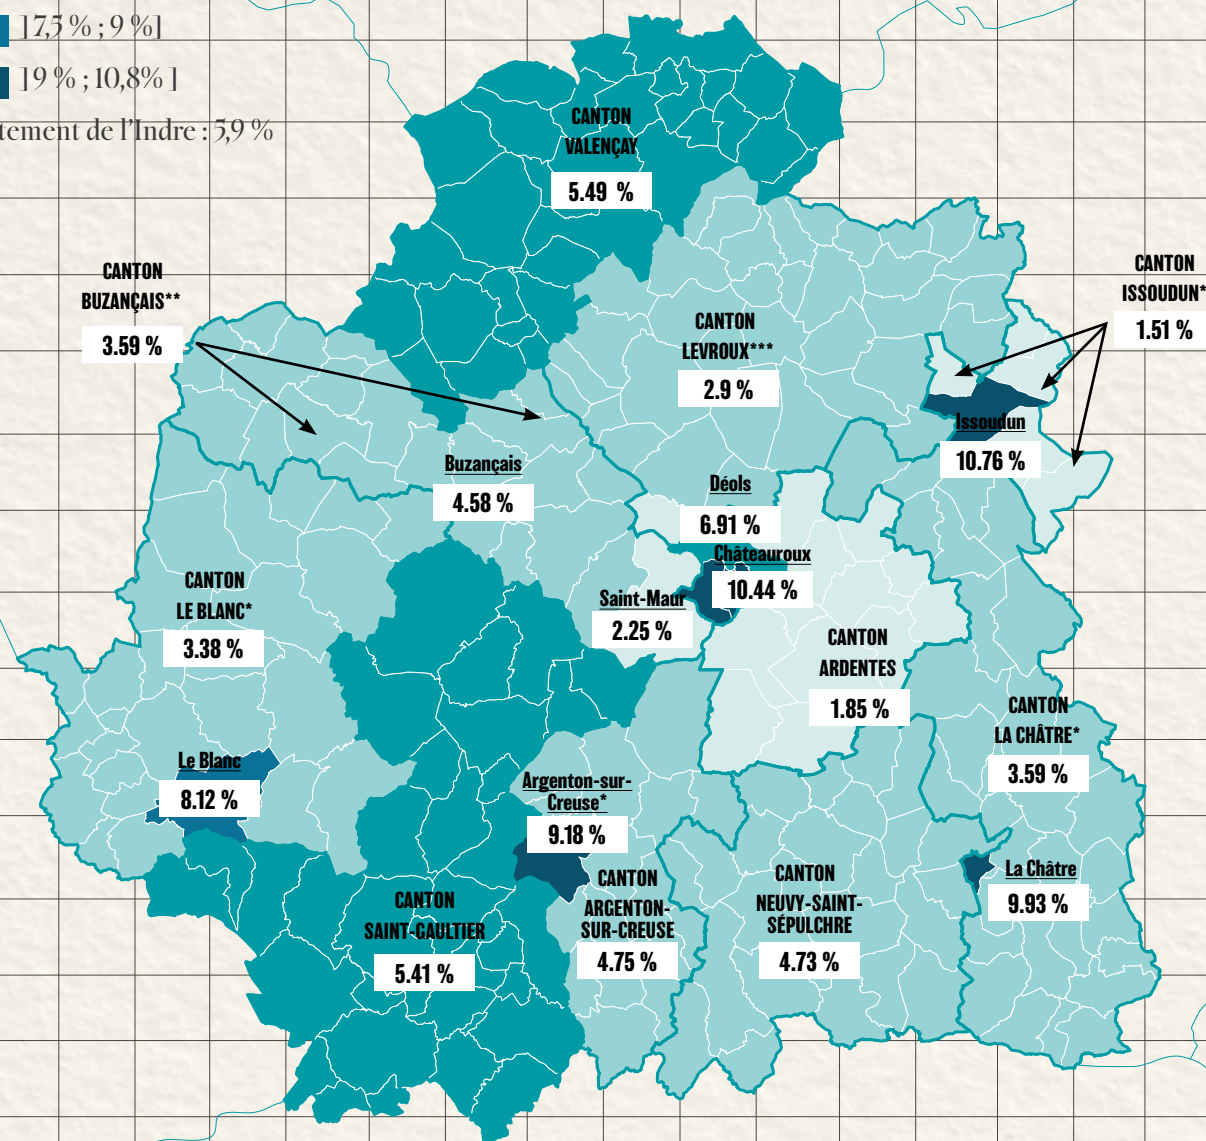 ]7,5 % ; 9 %]
]9 % ; 10,8% ]
tement de l'Indre : 5,9 %
CANTON
VALENÇAY
5.49 %
CANTON
BUZANÇAIS**
3.59 %
CANTON
ISSOUDUN*
1.51 %
CANTON
LEVROUX***
2.9 %
Issoudun
10.76 %
Buzançais
4.58 %
Déols
6.91 %
Châteauroux
10.44 %
CANTON
LE BLANC*
3.38 %
Saint-Maur
2.25 %
CANTON
ARDENTES
1.85 %
CANTON
LA CHÂTRE*
3.59 %
Le Blanc
8.12 %
Argenton-sur-
Creuse*
9.18 %
CANTON
SAINT-GAULTIER
5.41 %
CANTON
ARGENTON-
SUR-CREUSE
4.75 %
CANTON
NEUVY-SAINT-
SÉPULCHRE
4.73 %
La Châtre
9.93 %